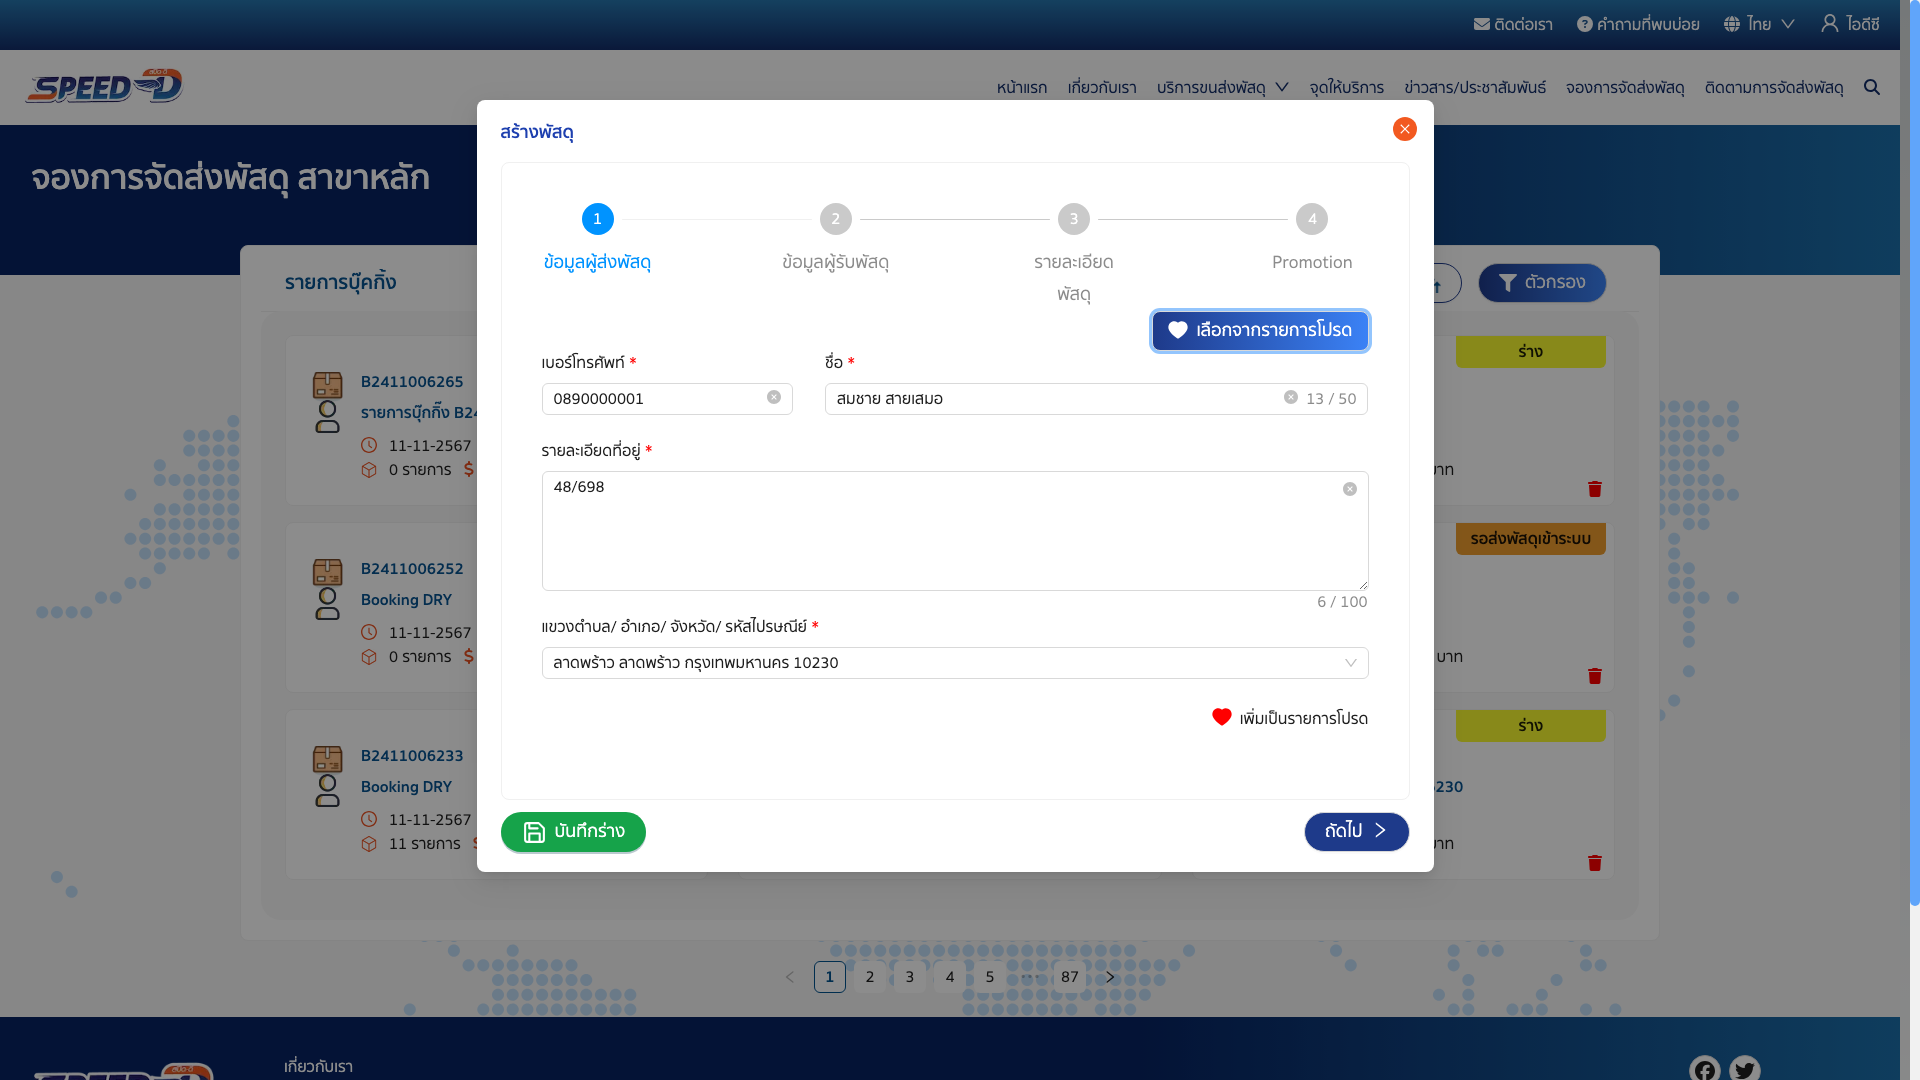 ติดต่อเรา คำถามที่พบบ่อย ไทย ไอดีซี
SPEED-D
หน้าแรก เกี่ยวกับเรา บริการขนส่งพัสดุ จุดให้บริการ ข่าวสาร/ประชาสัมพันธ์ จองการจัดส่งพัสดุ ติดตามการจัดส่งพัสดุ
จองการจัดส่งพัสดุ สาขาหลัก
รายการบุ๊คกิ้ง
ตัวกรอง
B2411006265
รายการบุ๊กกิ๊ง B24
11-11-2567
0 รายการ
B2411006252
Booking DRY
11-11-2567
0 รายการ
B2411006233
Booking DRY
11-11-2567
11 รายการ
สร้างพัสดุ
1 2 3 4
ข้อมูลผู้ส่งพัสดุ ข้อมูลผู้รับพัสดุ รายละเอียด Promotion
พัสดุ
เลือกจากรายการโปรด
เบอร์โทรศัพท์ * ชื่อ *
0890000001 สมชาย สายเสมอ 13 / 50
รายละเอียดที่อยู่ *
48/698
6 / 100
แขวงตำบล/ อำเภอ/ จังหวัด/ รหัสไปรษณีย์ *
ลาดพร้าว ลาดพร้าว กรุงเทพมหานคร 10230
เพิ่มเป็นรายการโปรด
บันทึกร่าง ถัดไป
ร่าง
บาท
รอส่งพัสดุเข้าระบบ
บาท
ร่าง
230
บาท
1 2 3 4 5 ••• 87
เกี่ยวกับเรา